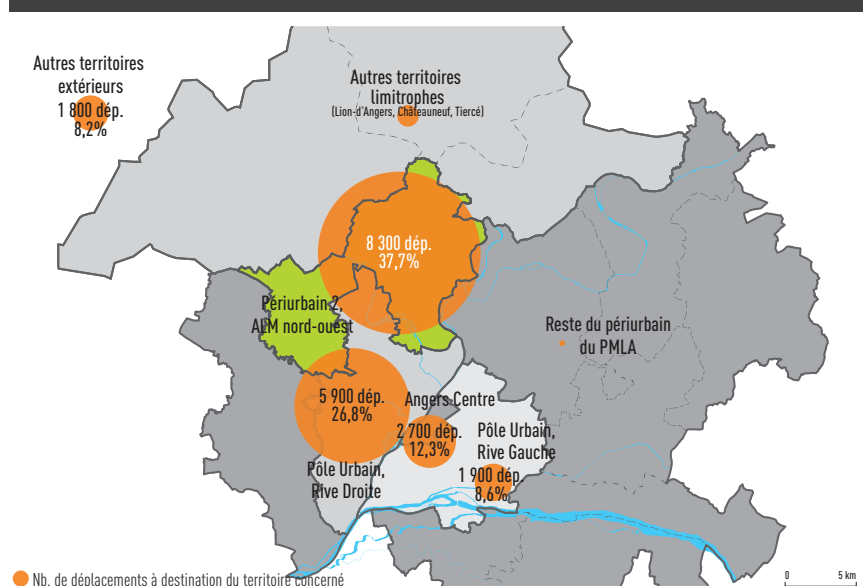 Autres territoires
extérieurs
1 800 dép.
8,2%
Autres territoires
limitrophes
(Lion-d'Angers, Châteauneuf, Tiercé)
8 300 dép.
37,7%
Périurbain 2,
ALM nord-ouest
Reste du périurbain
du PMLA
5 900 dép.
26,8%
Angers-Centre
2 700 dép.
12,3%
Pôle Urbain,
Rive Gauche
1 900 dép.
8,6%
Pôle Urbain,
Rive Droite
Nb. de déplacements à destination du territoire concerné
0 5 km